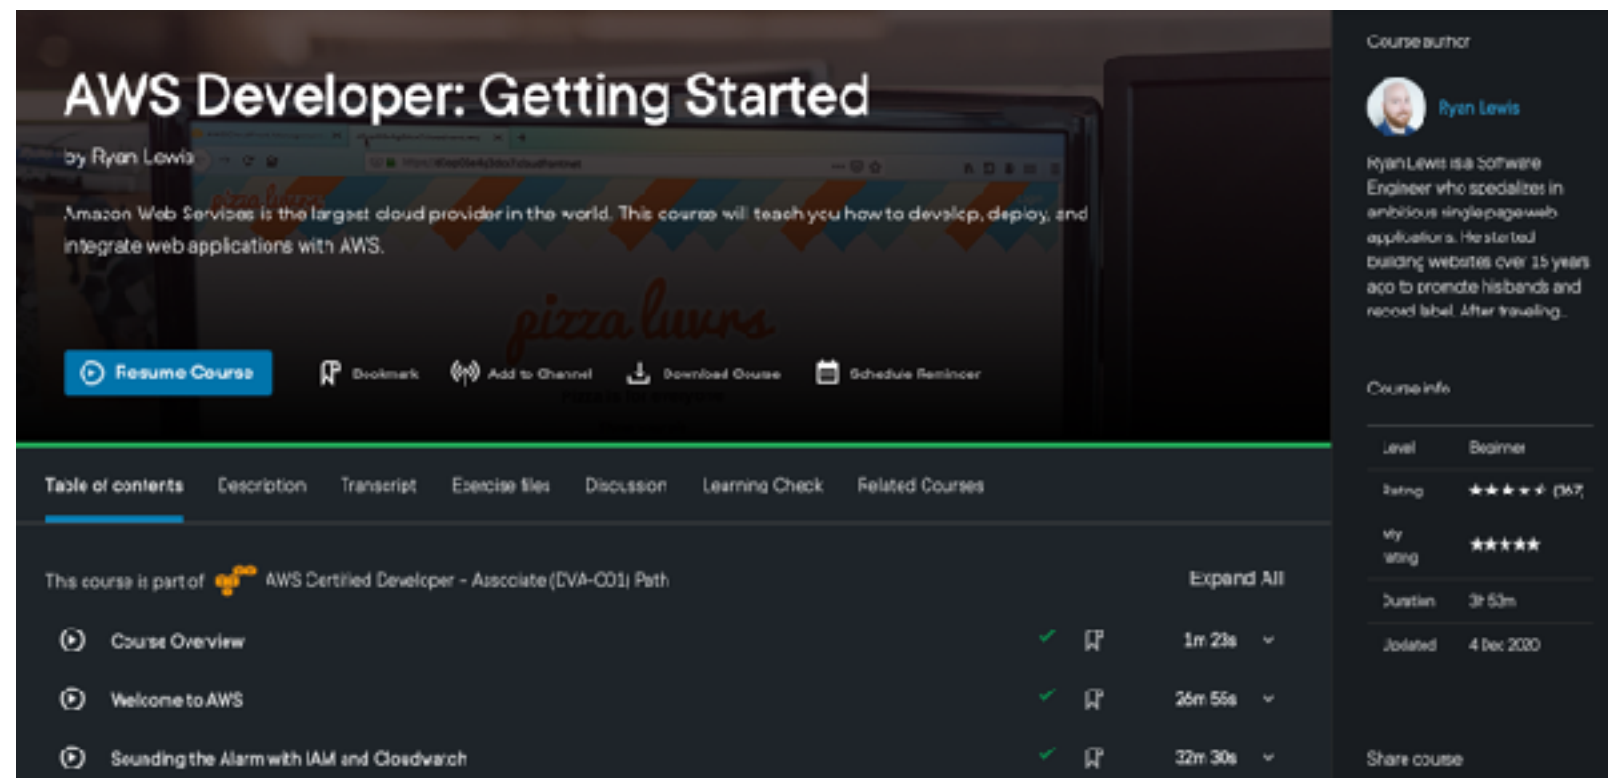 AWS Developer: Getting Started
by Ryan Lewis
Amazon Web Services is the largest cloud provider in the world. This course will teach you how to develop, deploy, and
integrate web applications with AWS.
pizza luvrs
Resume Course
Bookmark
Add to Channel
Download Course
Schedule Reminder
Table of contents
Description
Transcript
Exercise files
Discussion
Learning Check
Related Courses
This course is part of AWS Certified Developer - Associate (DVA-C01) Path
Expand All
Course Overview
1m 23s
Welcome to AWS
26m 55s
Sounding the Alarm with IAM and Cloudwatch
32m 30s
Course author
Ryan Lewis
Ryan Lewis is a Software
Engineer who specializes in
ambitious single page web
applications. He started
building websites over 15 years
ago to promote his bands and
record label. After traveling...
Course info
Level Beginner
Rating (367)
My
rating
Duration 3h 53m
Updated 4 Dec 2020
Share course